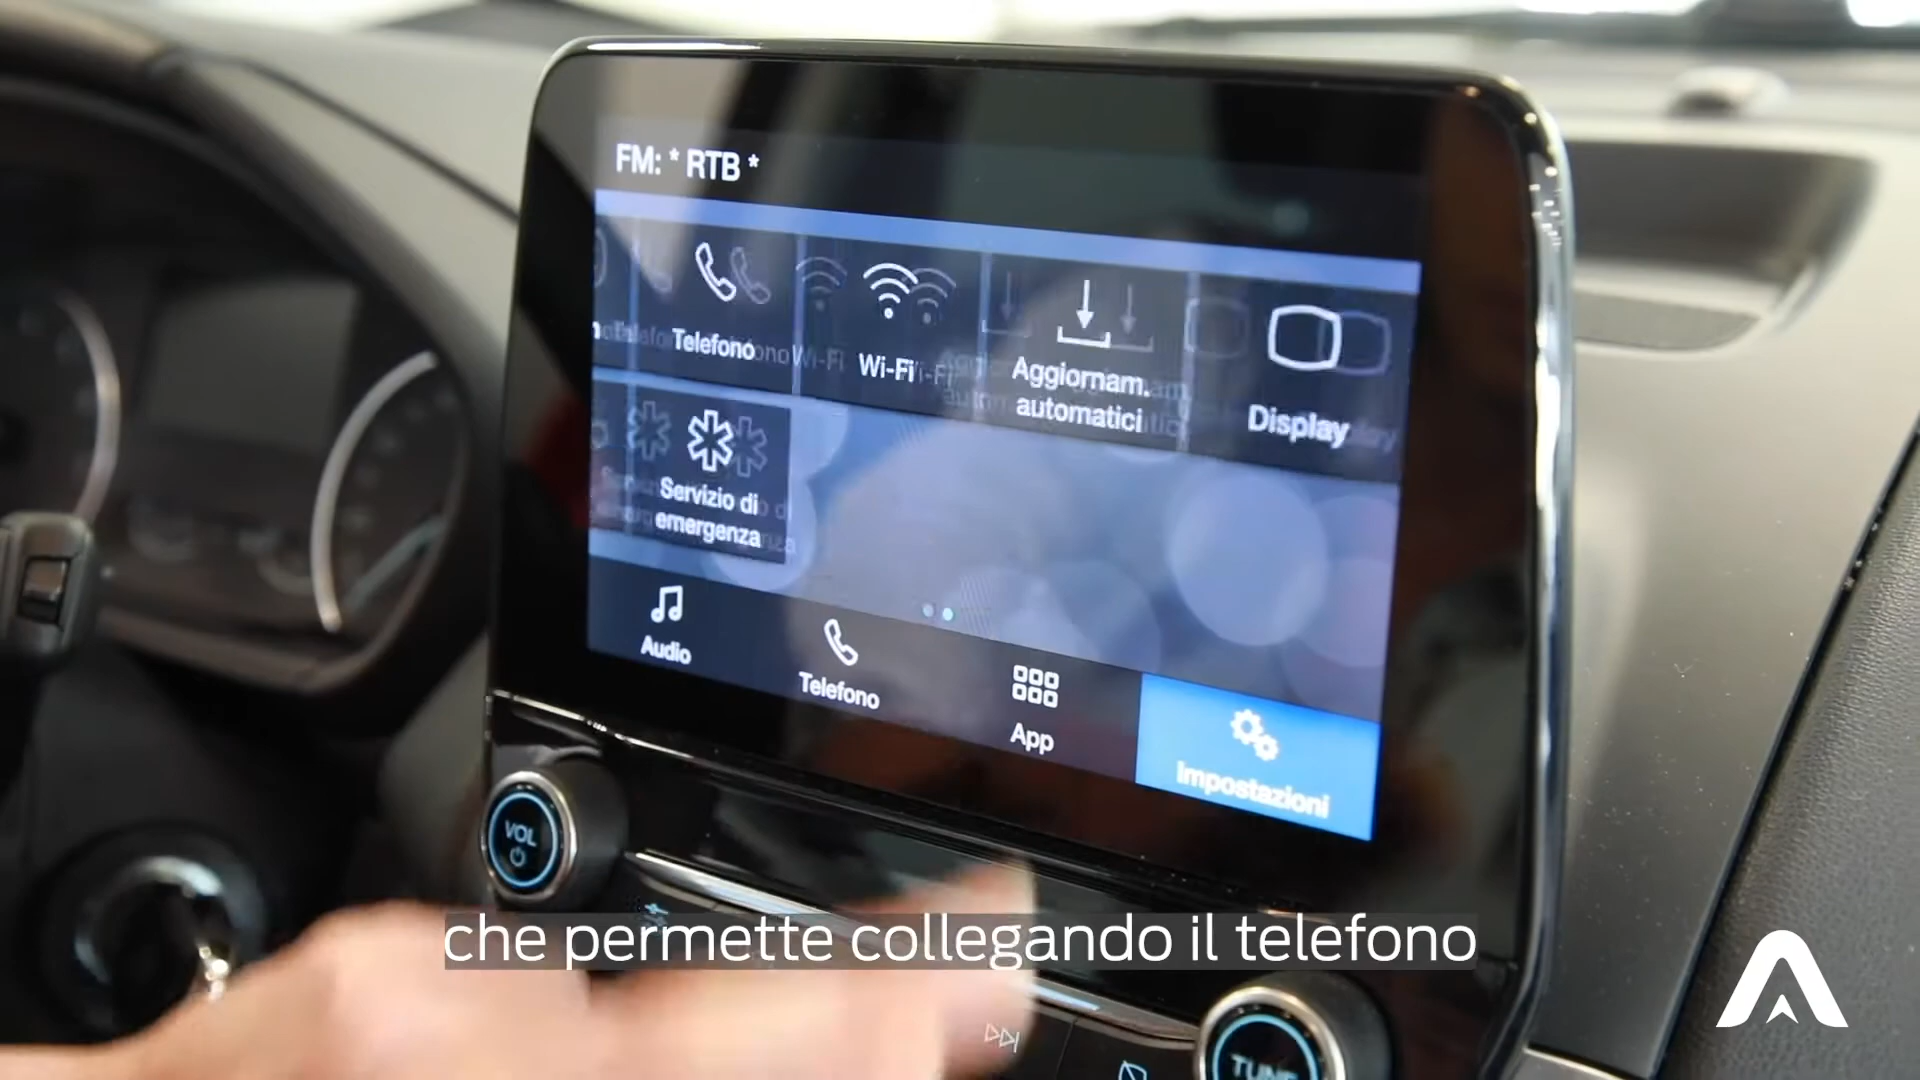 FM: * RTB *
Telefono
Wi-Fi
Aggiornam.
automatici
Display
Servizio di
emergenza
Audio
Telefono
App
Impostazioni
VOL
che permette collegando il telefono
TUNE